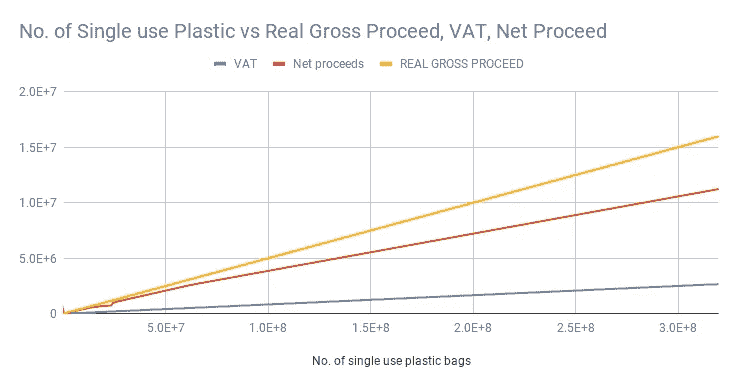 No. of Single use Plastic vs Real Gross Proceed, VAT, Net Proceed
VAT Net proceeds REAL GROSS PROCEED
2.0E+7
1.5E+7
1.0E+7
5.0E+6
0
5.0E+7 1.0E+8 1.5E+8 2.0E+8 2.5E+8 3.0E+8
No. of single use plastic bags